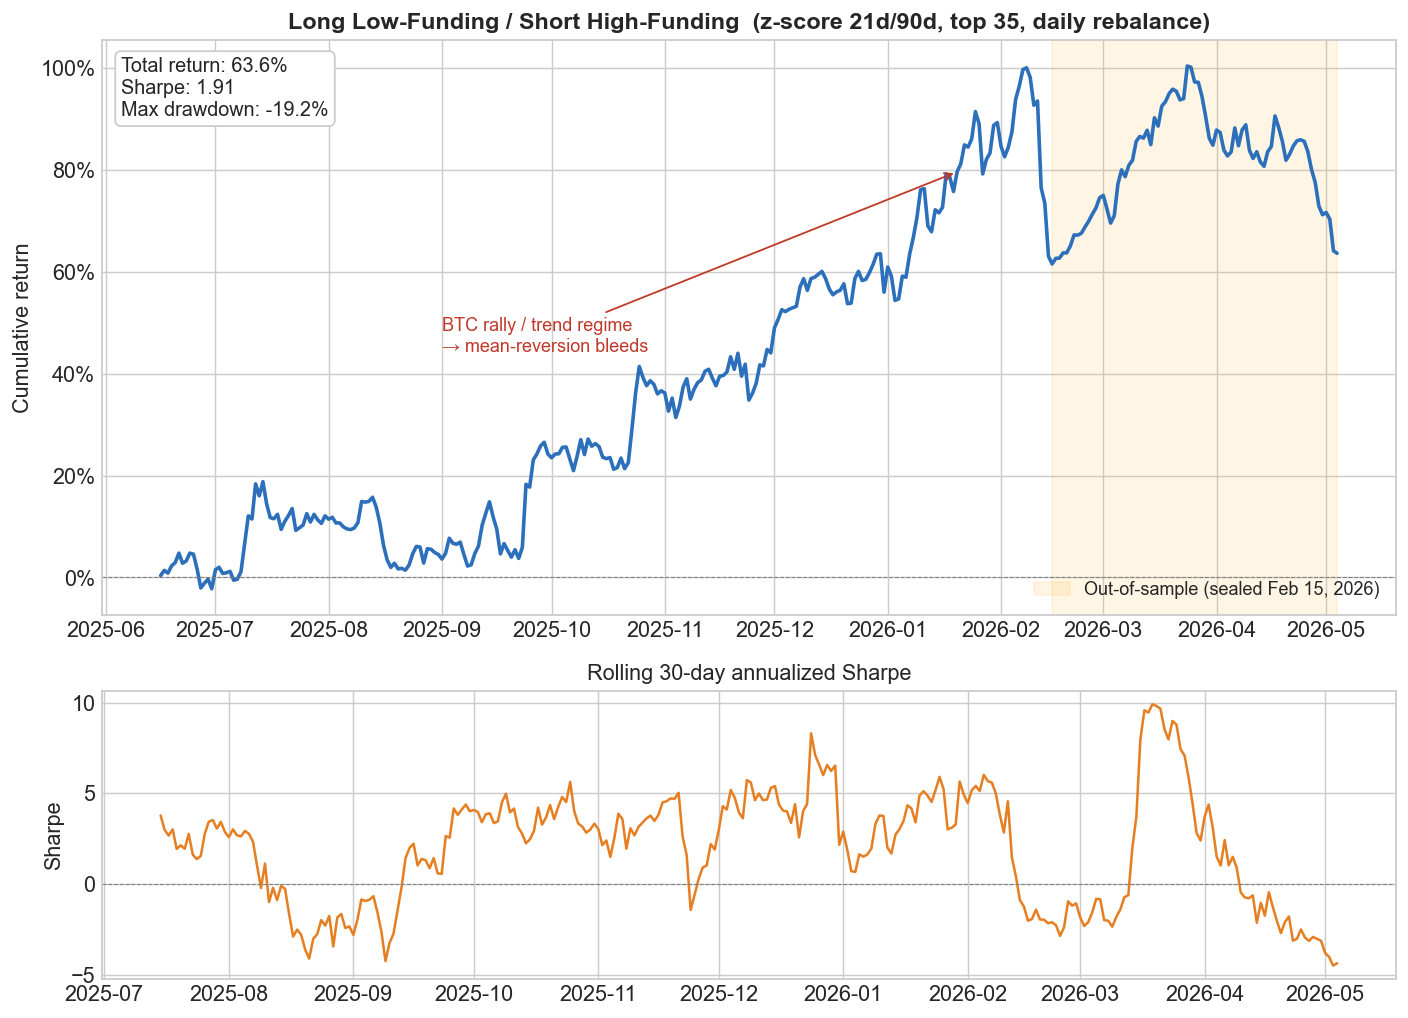 Long Low-Funding / Short High-Funding  (z-score 21d/90d, top 35, daily rebalance)
Total return: 63.6%
Sharpe: 1.91
Max drawdown: -19.2%
Cumulative return
100%
80%
60%
40%
20%
0%
BTC rally / trend regime
→ mean-reversion bleeds
Out-of-sample (sealed Feb 15, 2026)
2025-06 2025-07 2025-08 2025-09 2025-10 2025-11 2025-12 2026-01 2026-02 2026-03 2026-04 2026-05
Rolling 30-day annualized Sharpe
Sharpe
10
5
0
−5
2025-07 2025-08 2025-09 2025-10 2025-11 2025-12 2026-01 2026-02 2026-03 2026-04 2026-05